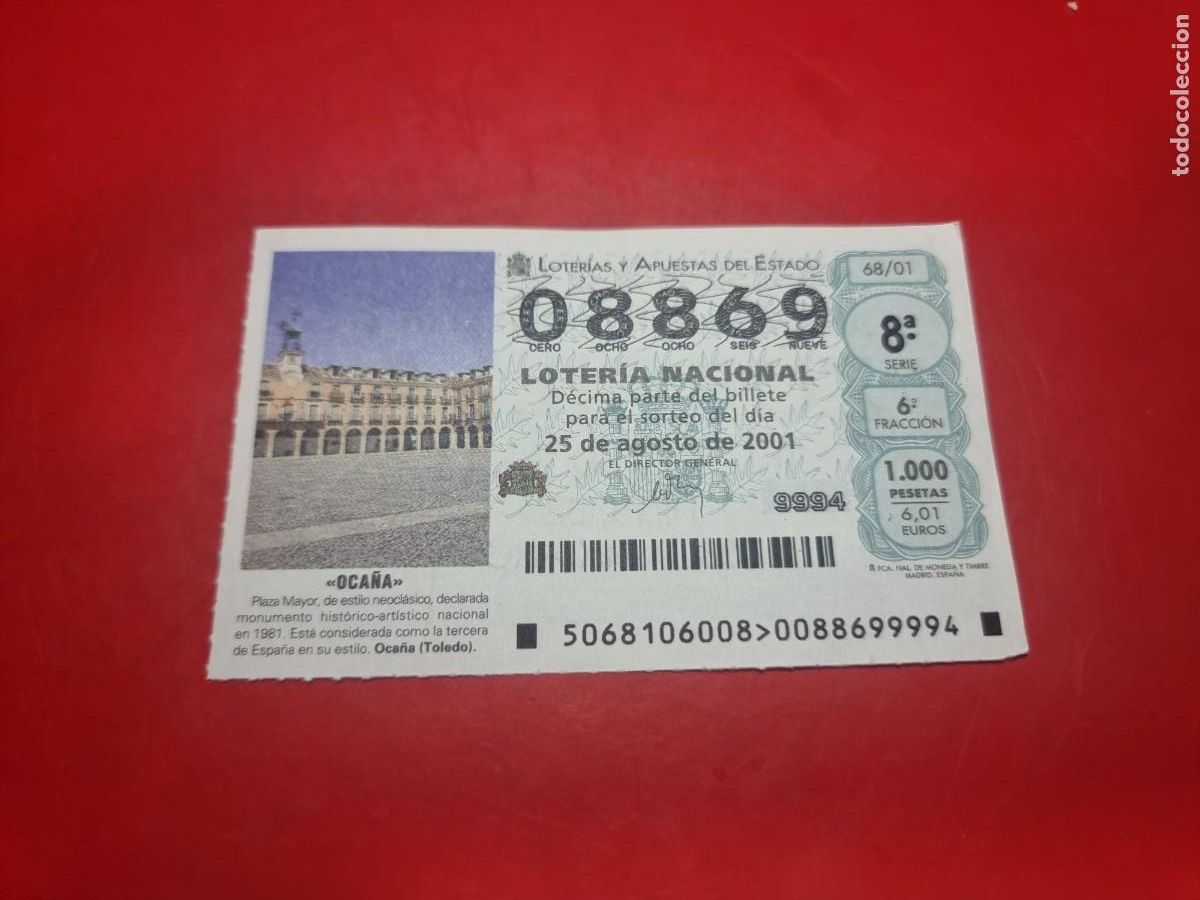 «OCAÑA»
Plaza Mayor, de estilo neoclásico, declarada
monumento histórico-artístico nacional
en 1981. Está considerada como la tercera
de España en su estilo. Ocaña (Toledo).
LOTERÍAS Y APUESTAS DEL ESTADO
08869
CERO OCHO OCHO SEIS NUEVE
LOTERÍA NACIONAL
Décima parte del billete
para el sorteo del día
25 de agosto de 2001
EL DIRECTOR GENERAL
9994
68/01
8ª
SERIE
6ª
FRACCIÓN
1.000
PESETAS
6,01
EUROS
FCA. NAL. DE MONEDA Y TIMBRE
MADRID. ESPAÑA
5068106008>0088699994
todocoleccion